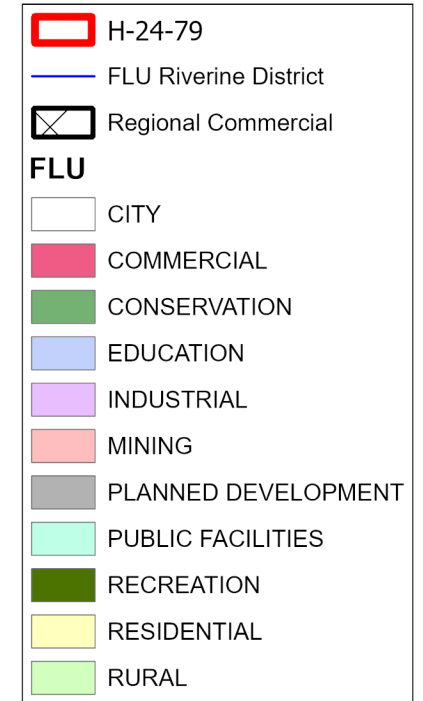 H-24-79
FLU Riverine District
Regional Commercial
FLU
CITY
COMMERCIAL
CONSERVATION
EDUCATION
INDUSTRIAL
MINING
PLANNED DEVELOPMENT
PUBLIC FACILITIES
RECREATION
RESIDENTIAL
RURAL